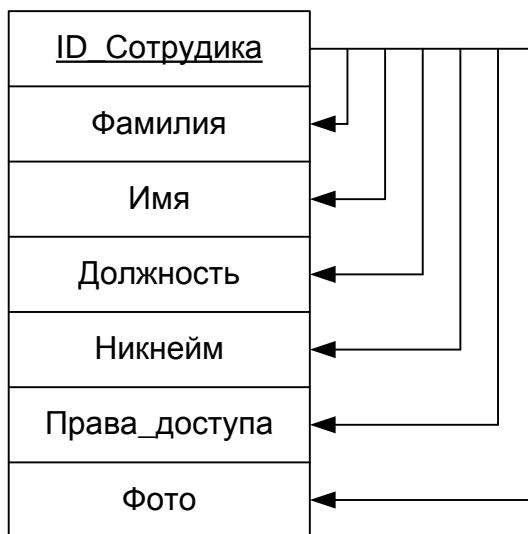 ID_Сотрудика
Фамилия
Имя
Должность
Никнейм
Права_доступа
Фото